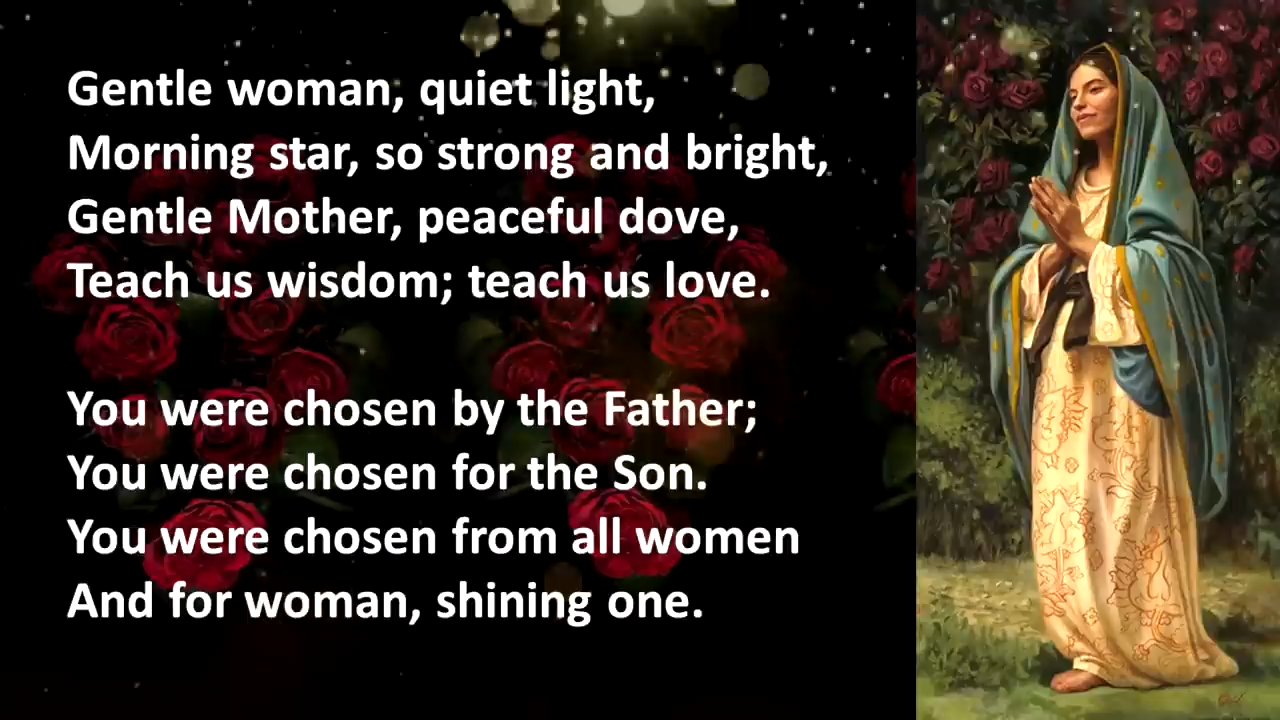 Gentle woman, quiet light,
Morning star, so strong and bright,
Gentle Mother, peaceful dove,
Teach us wisdom; teach us love.
You were chosen by the Father;
You were chosen for the Son.
You were chosen from all women
And for woman, shining one.